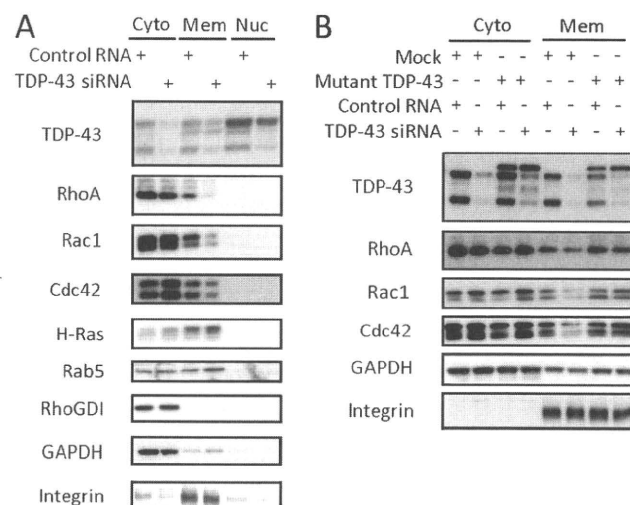 A
Cyto Mem Nuc
Control RNA + + +
TDP-43 siRNA + + +
TDP-43
RhoA
Rac1
Cdc42
H-Ras
Rab5
RhoGDI
GAPDH
Integrin
B
Cyto Mem
Mock + + - - + + - -
Mutant TDP-43 - - + + - - + +
Control RNA + - + - + - + -
TDP-43 siRNA - + - + - + - +
TDP-43
RhoA
Rac1
Cdc42
GAPDH
Integrin